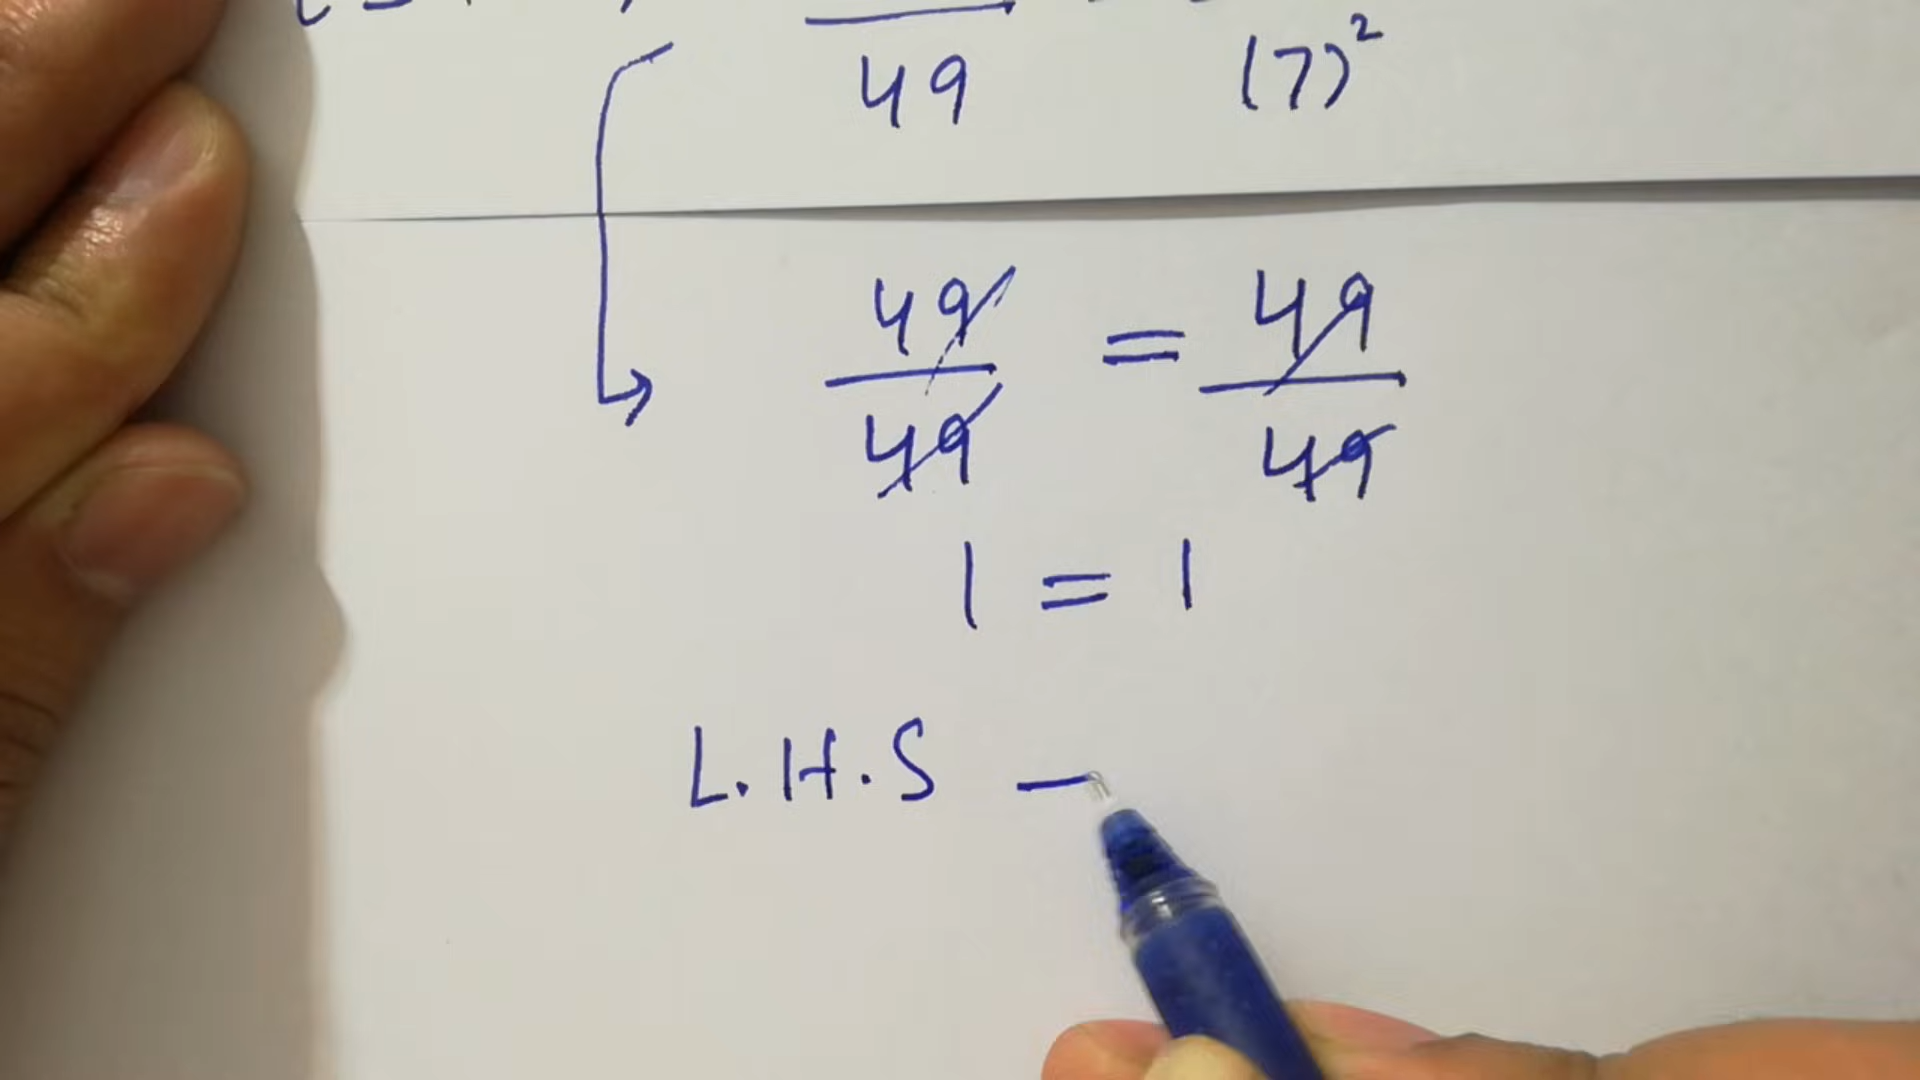 49 (7)²
49/49 = 49/49
1 = 1
L.H.S —